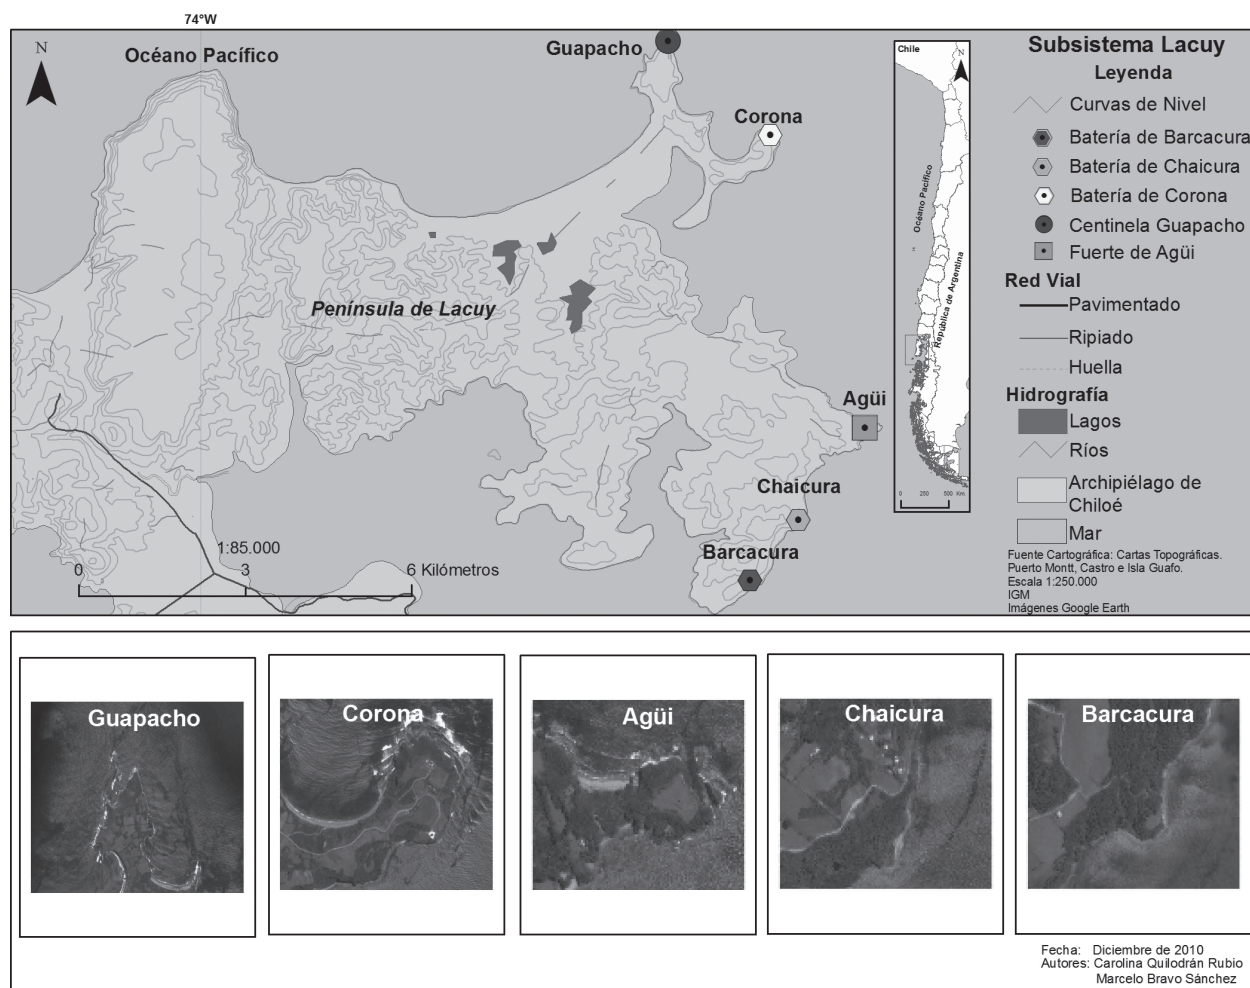 74°W
N
Océano Pacífico
Guapacho
Corona
Península de Lacuy
Agüi
Chaicura
Barcacura
1:85.000
0 3 6 Kilómetros
Chile
N
Océano Pacífico
República de Argentina
0 250 500 Km.
Subsistema Lacuy
Leyenda
Curvas de Nivel
Batería de Barcacura
Batería de Chaicura
Batería de Corona
Centinela Guapacho
Fuerte de Agüi
Red Vial
Pavimentado
Ripiado
Huella
Hidrografía
Lagos
Ríos
Archipiélago de
Chiloé
Mar
Fuente Cartográfica: Cartas Topográficas.
Puerto Montt, Castro e Isla Guafo.
Escala 1:250.000
IGM
Imágenes Google Earth
Guapacho
Corona
Agüi
Chaicura
Barcacura
Fecha: Diciembre de 2010
Autores: Carolina Quilodrán Rubio
Marcelo Bravo Sánchez